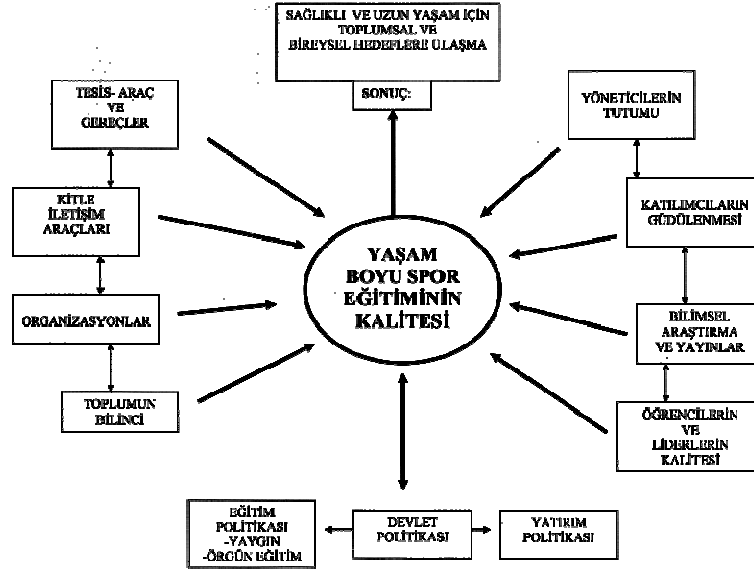 SAĞLIKLI VE UZUN YAŞAM İÇİN
TOPLUMSAL VE
BİREYSEL HEDEFLERE ULAŞMA
SONUÇ:
TESİS- ARAÇ
VE
GEREÇLER
KİTLE
İLETİŞİM
ARAÇLARI
ORGANİZASYONLAR
TOPLUMUN
BİLİNCİ
YAŞAM
BOYU SPOR
EĞİTİMİNİN
KALİTESİ
YÖNETİCİLERİN
TUTUMU
KATILIMCILARIN
GÜDÜLENMESİ
BİLİMSEL
ARAŞTIRMA
VE YAYINLAR
ÖĞRENCİLERİN
VE
LİDERLERİN
KALİTESİ
EĞİTİM
POLİTİKASI
-YAYGIN
-ÖRGÜN EĞİTİM
DEVLET
POLİTİKASI
YATIRIM
POLİTİKASI